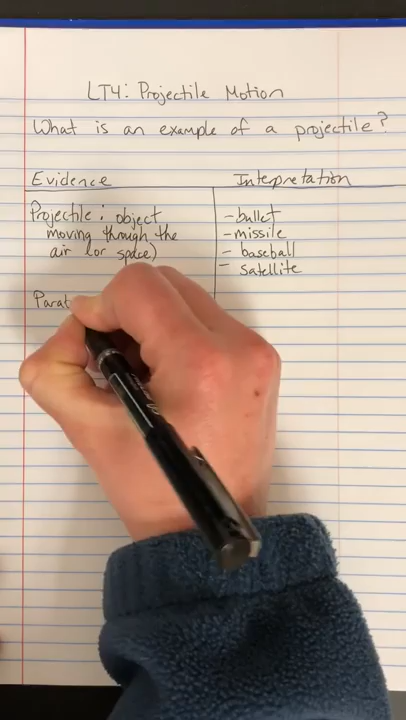 LT4: Projectile Motion
What is an example of a projectile?
Evidence
Interpretation
Projectile: object
moving through the
air (or space)
-bullet
-missile
- baseball
- satellite